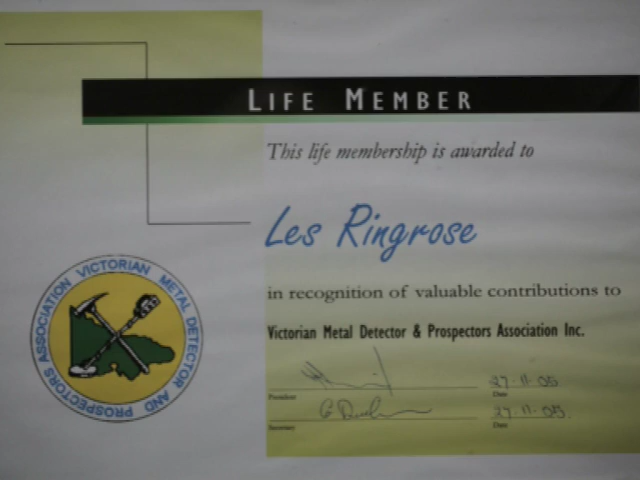 LIFE MEMBER
This life membership is awarded to
Les Ringrose
in recognition of valuable contributions to
Victorian Metal Detector & Prospectors Association Inc.
27·11·05
President
Date
27·11·05
Secretary
Date
VICTORIAN METAL DETECTOR AND PROSPECTORS ASSOCIATION